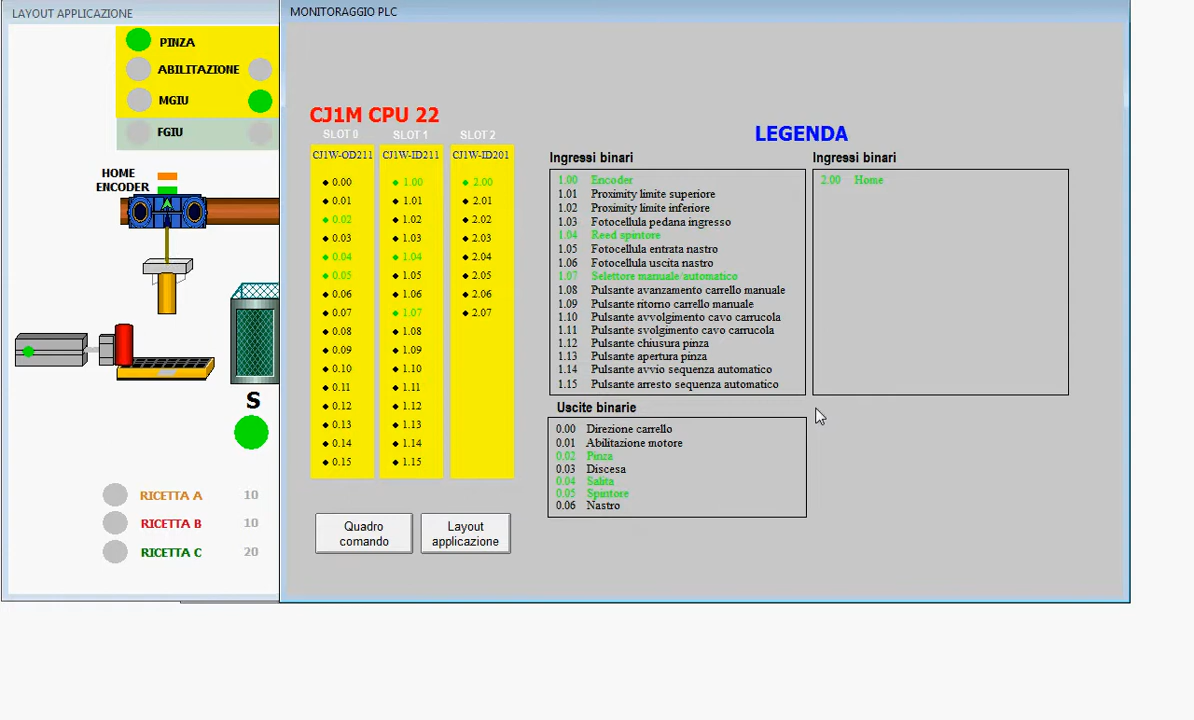 LAYOUT APPLICAZIONE
PINZA
ABILITAZIONE
MGIU
FGIU
HOME
ENCODER
S
RICETTA A 10
RICETTA B 10
RICETTA C 20
MONITORAGGIO PLC
CJ1M CPU 22
SLOT 0 SLOT 1 SLOT 2
CJ1W-OD211 CJ1W-ID211 CJ1W-ID201
0.00 1.00 2.00
0.01 1.01 2.01
0.02 1.02 2.02
0.03 1.03 2.03
0.04 1.04 2.04
0.05 1.05 2.05
0.06 1.06 2.06
0.07 1.07 2.07
0.08 1.08
0.09 1.09
0.10 1.10
0.11 1.11
0.12 1.12
0.13 1.13
0.14 1.14
0.15 1.15
Quadro
comando
Layout
applicazione
LEGENDA
Ingressi binari
1.00 Encoder
1.01 Proximity limite superiore
1.02 Proximity limite inferiore
1.03 Fotocellula pedana ingresso
1.04 Reed spintore
1.05 Fotocellula entrata nastro
1.06 Fotocellula uscita nastro
1.07 Selettore manuale/automatico
1.08 Pulsante avanzamento carrello manuale
1.09 Pulsante ritorno carrello manuale
1.10 Pulsante avvolgimento cavo carrucola
1.11 Pulsante svolgimento cavo carrucola
1.12 Pulsante chiusura pinza
1.13 Pulsante apertura pinza
1.14 Pulsante avvio sequenza automatico
1.15 Pulsante arresto sequenza automatico
Ingressi binari
2.00 Home
Uscite binarie
0.00 Direzione carrello
0.01 Abilitazione motore
0.02 Pinza
0.03 Discesa
0.04 Salita
0.05 Spintore
0.06 Nastro